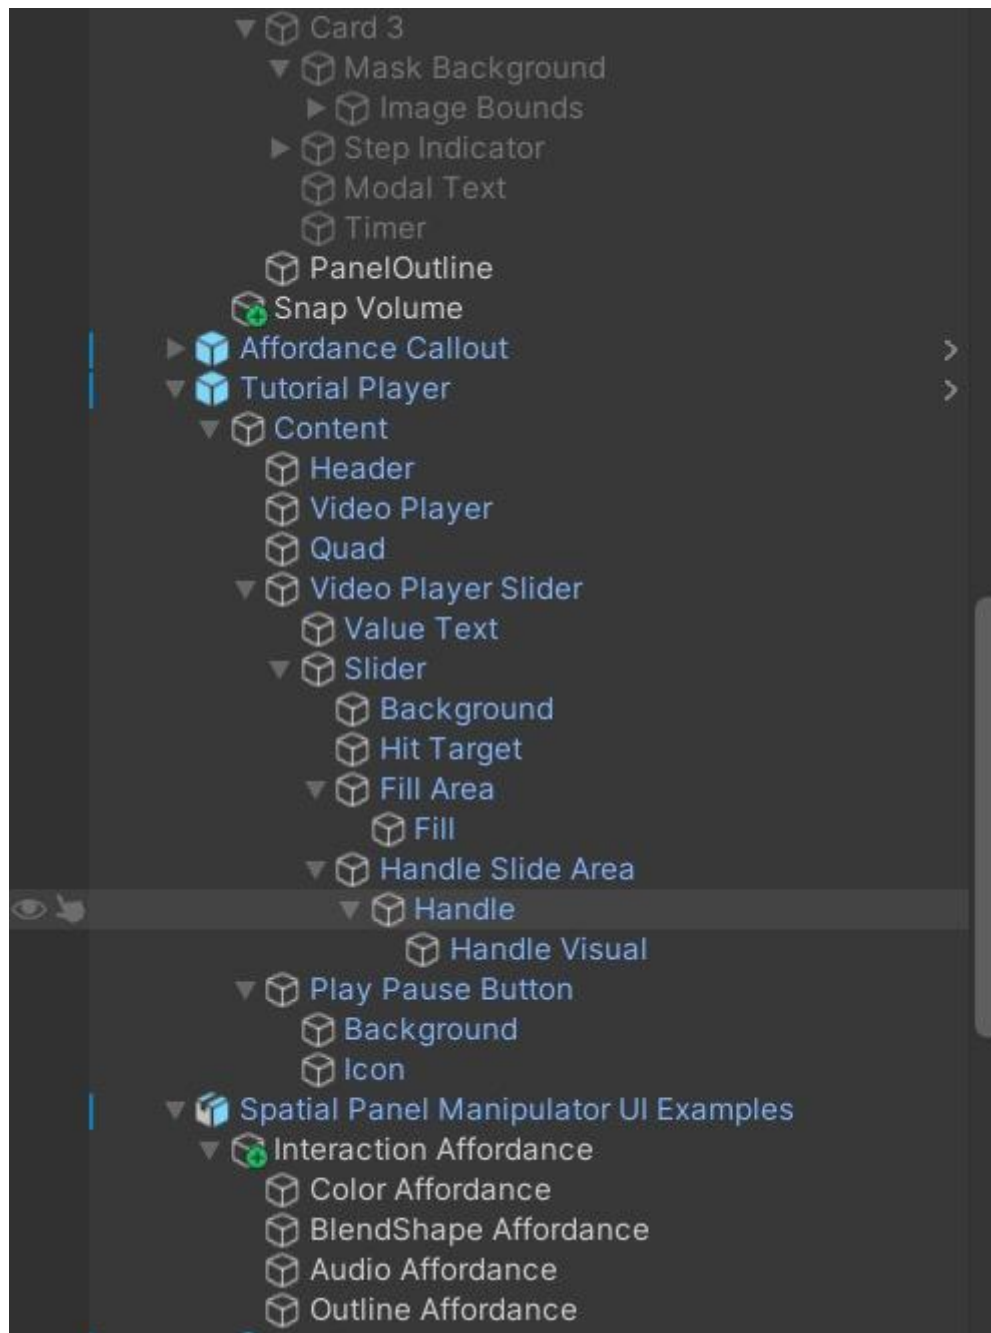 Card 3
Mask Background
Image Bounds
Step Indicator
Modal Text
Timer
PanelOutline
Snap Volume
Affordance Callout
Tutorial Player
Content
Header
Video Player
Quad
Video Player Slider
Value Text
Slider
Background
Hit Target
Fill Area
Fill
Handle Slide Area
Handle
Handle Visual
Play Pause Button
Background
Icon
Spatial Panel Manipulator UI Examples
Interaction Affordance
Color Affordance
BlendShape Affordance
Audio Affordance
Outline Affordance